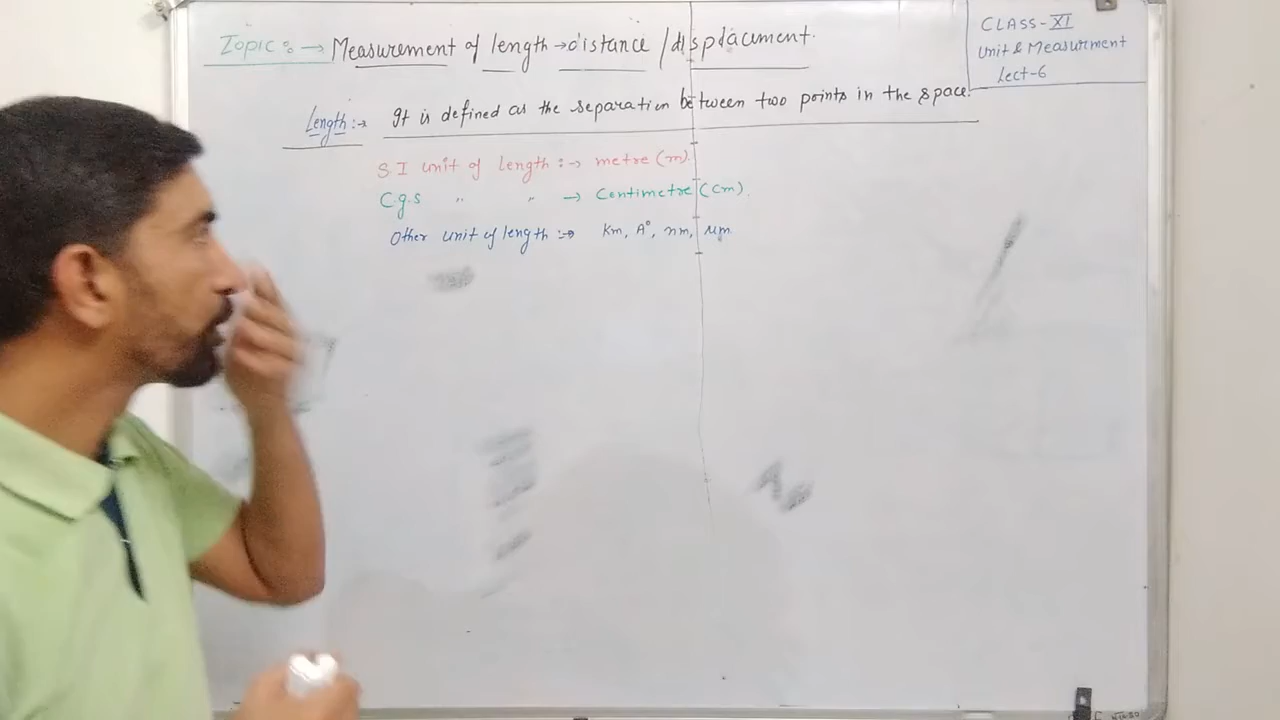 Topic :- → Measurement of length → distance / displacement.
CLASS - XI
Unit & Measurment
Lect-6
Length :→ It is defined as the separation between two points in the space.
S I unit of length :→ metre (m).
C.g.s " " → Centimetre (Cm).
Other unit of length :→ Km, A°, nm, μm.